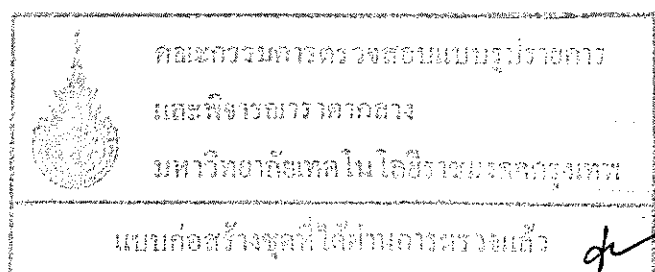 คณะกรรมการตรวจสอบแบบรูปรายการ
และพิจารณาราคากลาง
มหาวิทยาลัยเทคโนโลยีราชมงคลกรุงเทพ
แบบก่อสร้างชุดที่ได้ผ่านการตรวจแล้ว